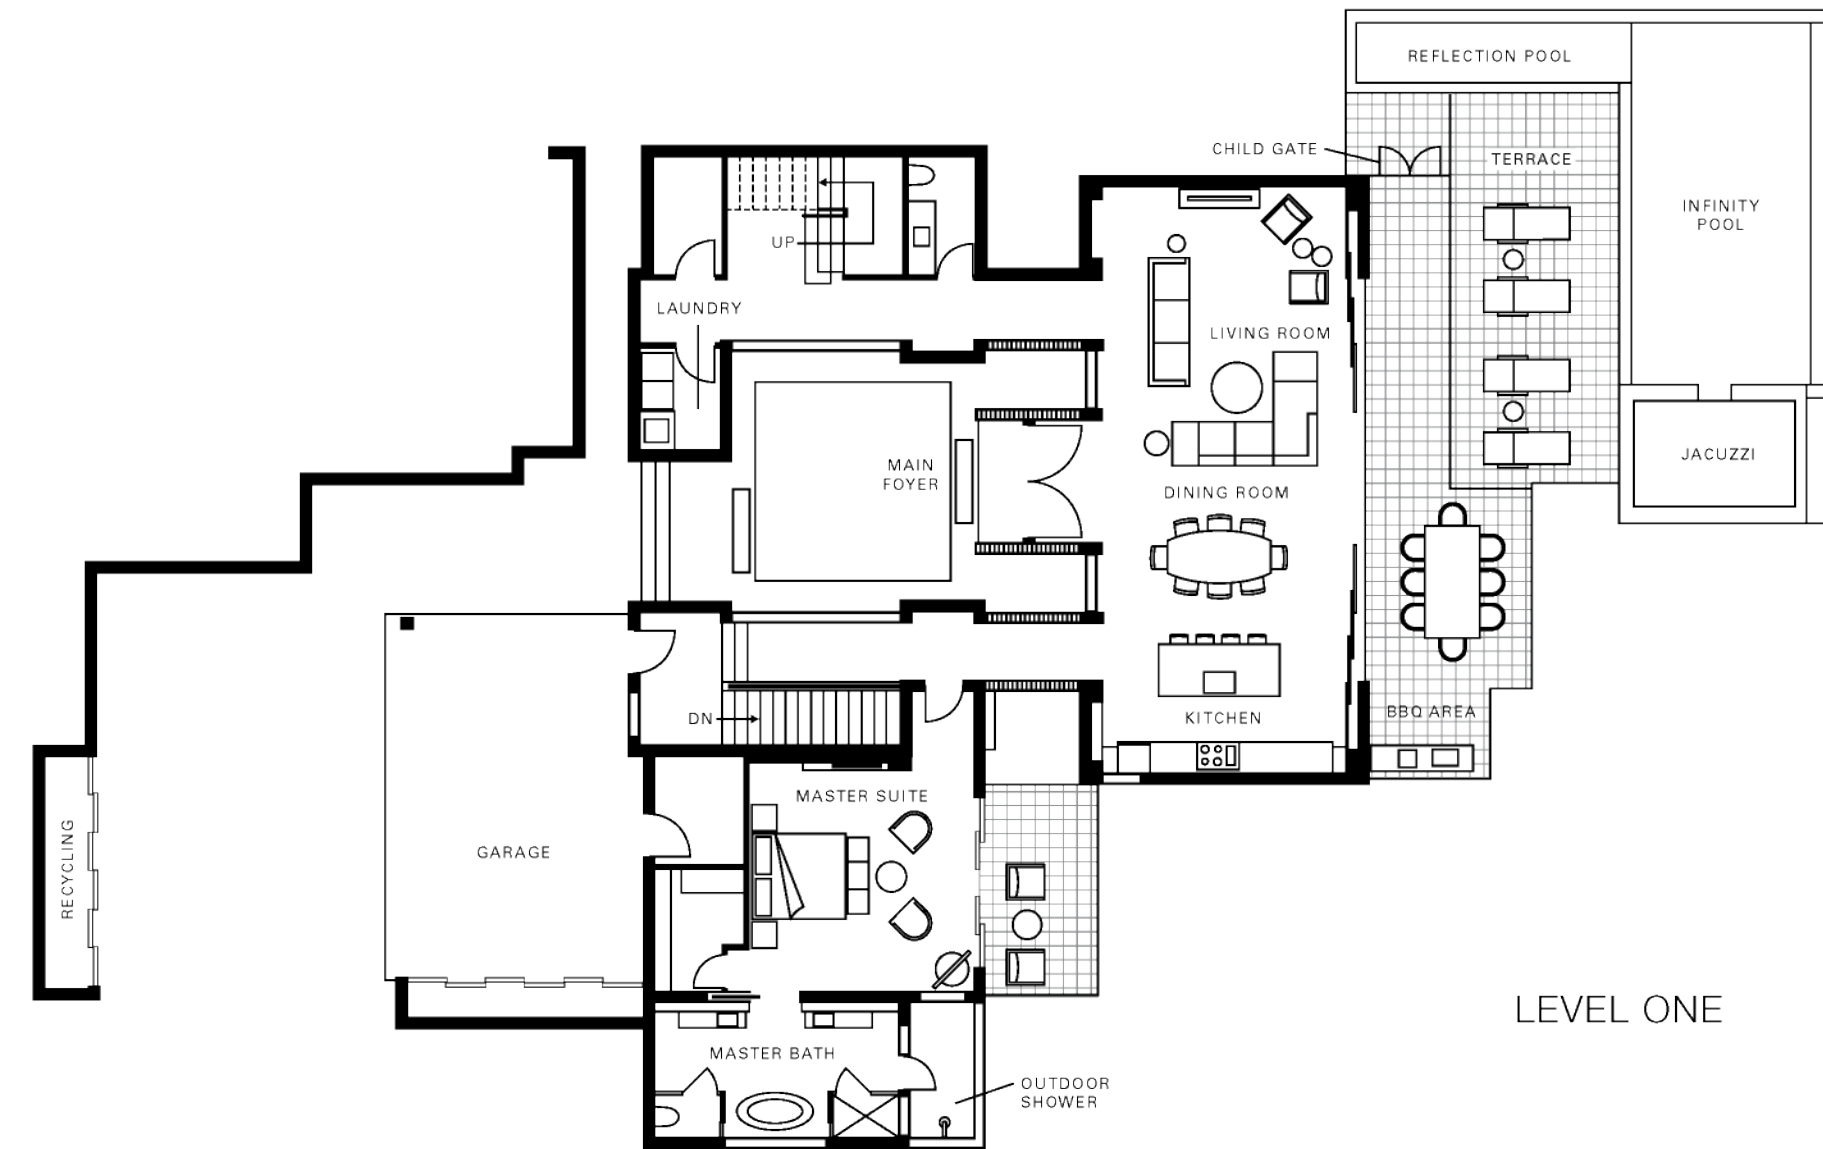 REFLECTION POOL
CHILD GATE
TERRACE
INFINITY
POOL
UP
LAUNDRY
LIVING ROOM
JACUZZI
MAIN
FOYER
DINING ROOM
DN
KITCHEN
BBQ AREA
MASTER SUITE
GARAGE
RECYCLING
LEVEL ONE
MASTER BATH
OUTDOOR
SHOWER